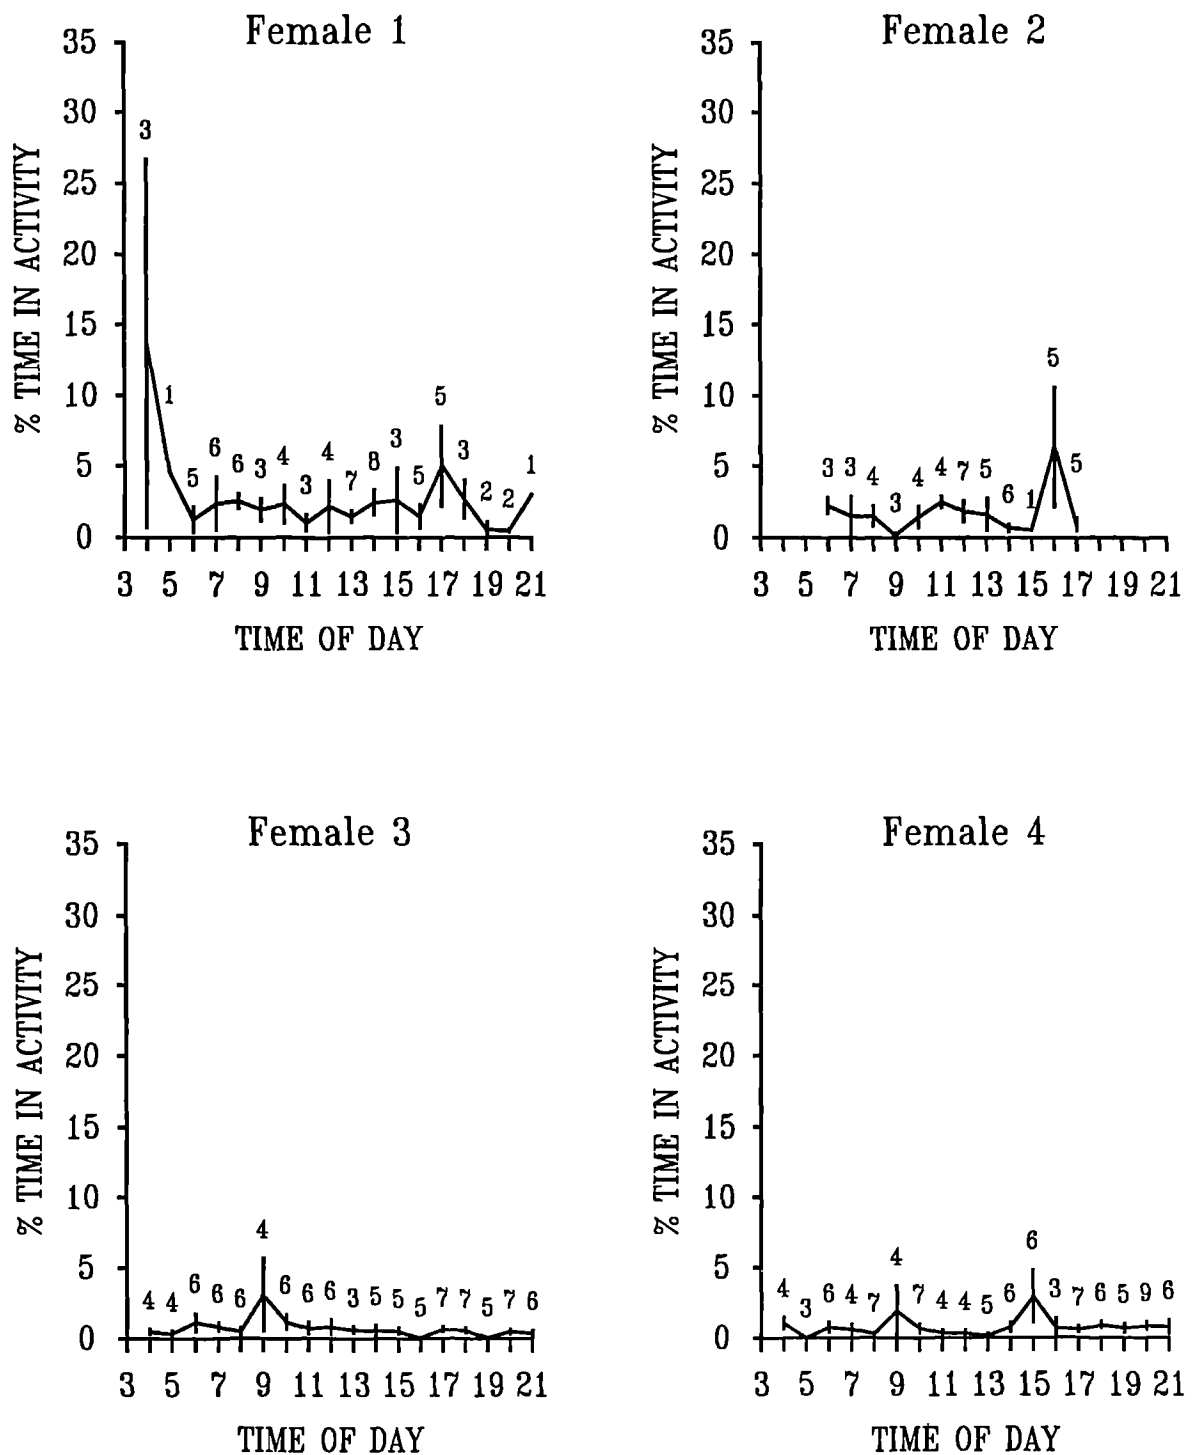 Female 1
35
30
25
20
15
10
5
0
% TIME IN ACTIVITY
3 1 5 6 6 3 4 3 4 7 8 3 5 5 3 2 2 1
3 5 7 9 11 13 15 17 19 21
TIME OF DAY
Female 2
35
30
25
20
15
10
5
0
% TIME IN ACTIVITY
3 3 4 3 4 4 7 5 6 1 5 5
3 5 7 9 11 13 15 17 19 21
TIME OF DAY
Female 3
35
30
25
20
15
10
5
0
% TIME IN ACTIVITY
4 4 6 6 6 4 6 6 6 3 5 5 5 7 7 5 7 6
3 5 7 9 11 13 15 17 19 21
TIME OF DAY
Female 4
35
30
25
20
15
10
5
0
% TIME IN ACTIVITY
4 3 6 4 7 4 7 4 4 5 6 6 3 7 6 5 9 6
3 5 7 9 11 13 15 17 19 21
TIME OF DAY